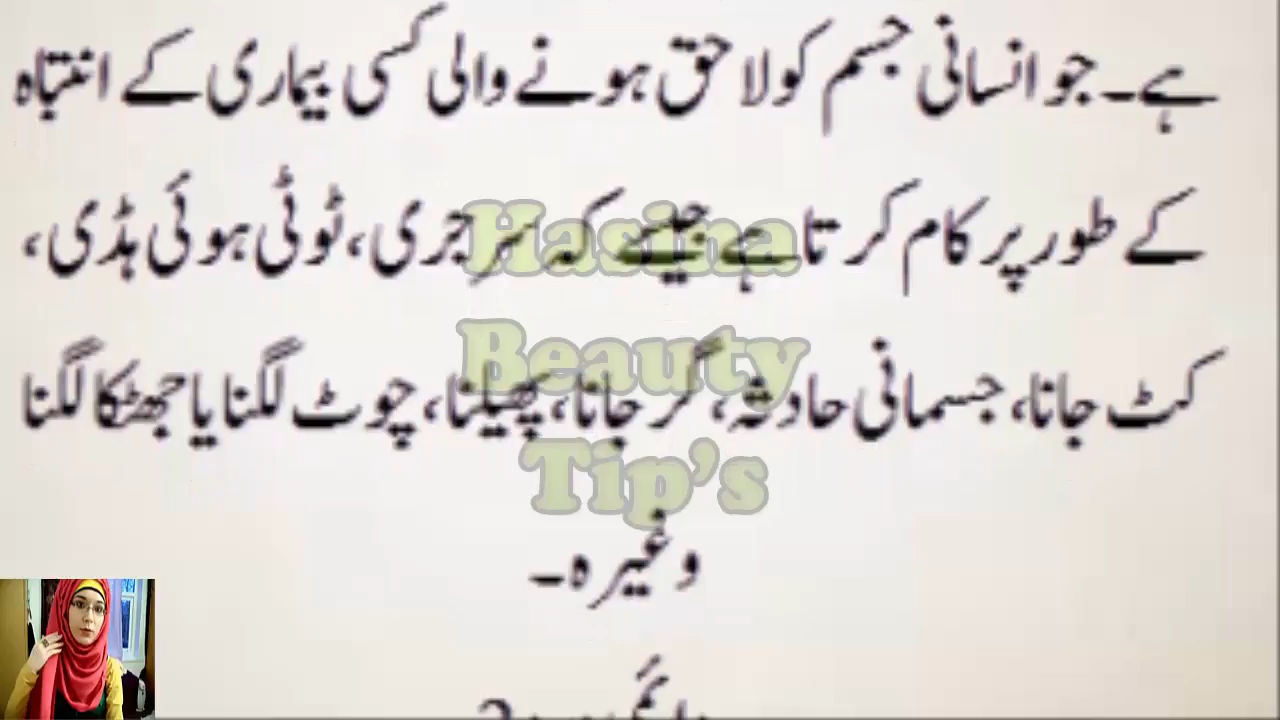 ہے۔ جو انسانی جسم کو لاحق ہونے والی کسی بیماری کے انتباہ
کے طور پر کام کرتا ہے جیسے کہ سرجری، ٹوٹی ہوئی ہڈی،
Hasina
کٹ جانا، جسمانی حادثہ، گر جانا، پھیلنا، چوٹ لگنا یا جھٹکا لگنا
Beauty
Tip's
وغیرہ۔